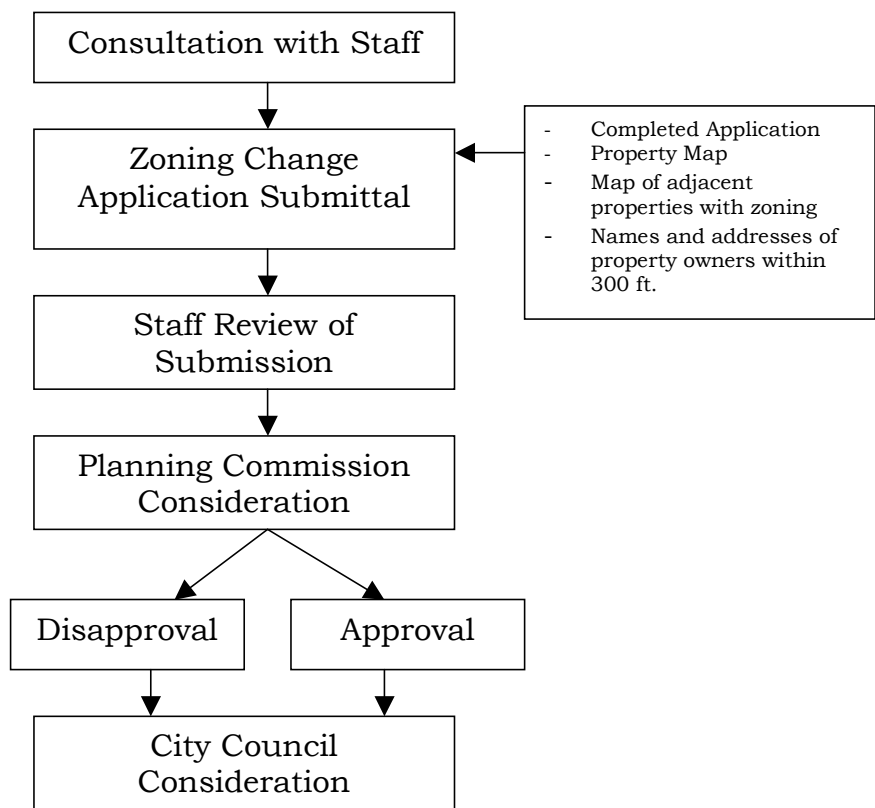 Consultation with Staff
Zoning Change
Application Submittal
- Completed Application
- Property Map
- Map of adjacent
properties with zoning
- Names and addresses of
property owners within
300 ft.
Staff Review of
Submission
Planning Commission
Consideration
Disapproval
Approval
City Council
Consideration